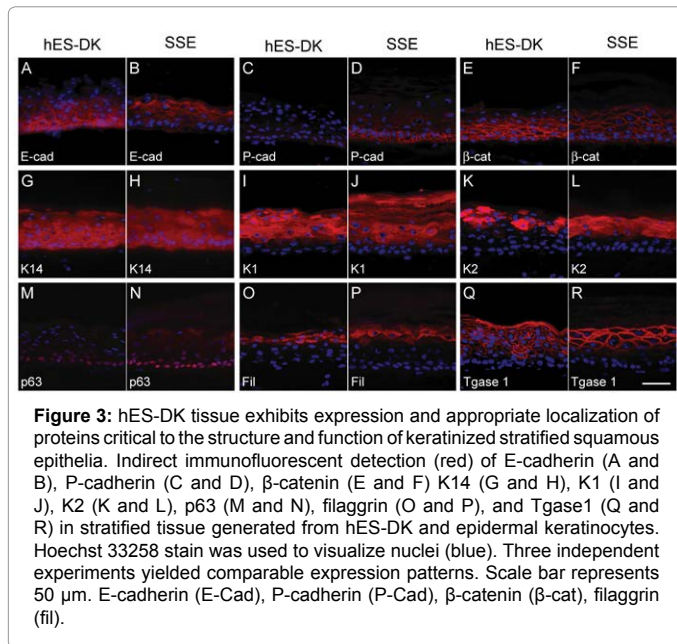 hES-DK SSE hES-DK SSE hES-DK SSE
A B C D E F
E-cad E-cad P-cad P-cad β-cat β-cat
G H I J K L
K14 K14 K1 K1 K2 K2
M N O P Q R
p63 p63 Fil Fil Tgase 1 Tgase 1
Figure 3: hES-DK tissue exhibits expression and appropriate localization of
proteins critical to the structure and function of keratinized stratified squamous
epithelia. Indirect immunofluorescent detection (red) of E-cadherin (A and
B), P-cadherin (C and D), β-catenin (E and F) K14 (G and H), K1 (I and
J), K2 (K and L), p63 (M and N), filaggrin (O and P), and Tgase1 (Q and
R) in stratified tissue generated from hES-DK and epidermal keratinocytes.
Hoechst 33258 stain was used to visualize nuclei (blue). Three independent
experiments yielded comparable expression patterns. Scale bar represents
50 μm. E-cadherin (E-Cad), P-cadherin (P-Cad), β-catenin (β-cat), filaggrin
(fil).